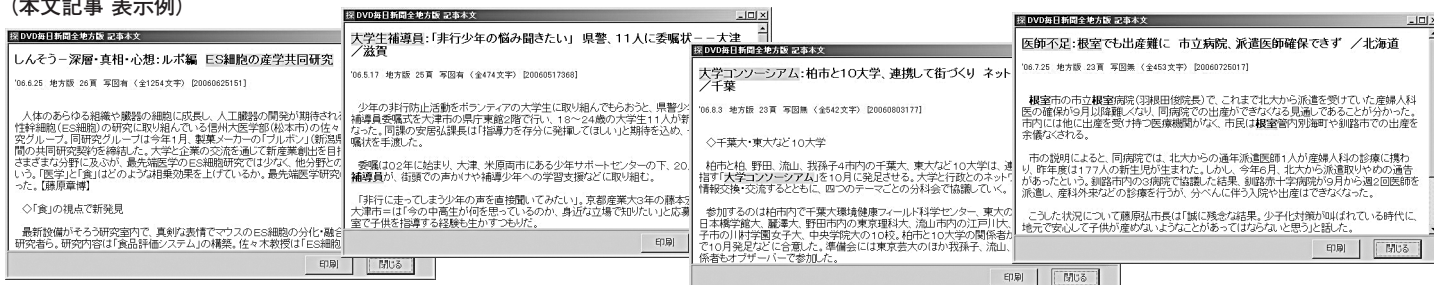 (本文記事 表示例)
探 DVD毎日新聞全地方版 記事本文
しんそう－深層・真相・心想:ルポ編 ES細胞の産学共同研究
'06.6.25 地方版 26頁 写図有 (全1254文字) [20060625151]
人体のあらゆる組織や臓器の細胞に成長し、人工臓器の開発が期待される
性幹細胞(ES細胞)の研究に取り組んでいる信州大医学部(松本市)の佐々
究グループ。同研究グループは今年1月、製菓メーカーの「ブルボン」(新潟県
間の共同研究契約を締結した。大学と企業の交流を通して新産業創出を目
さまざまな分野に及ぶが、最先端医学のES細胞研究では少なく、他分野との
いう。「医学」と「食」はどのような相乗効果を上げているか。最先端医学研究
った。【藤原章博】
◇「食」の視点で新発見
最新設備がそろう研究室内で、真剣な表情でマウスのES細胞の分化・融合
研究者ら。研究内容は「食品評価システム」の構築。佐々木教授は「ES細胞
印刷 閉じる
探 DVD毎日新聞全地方版 記事本文
大学生補導員:「非行少年の悩み聞きたい」 県警、11人に委嘱状－－大津
／滋賀
'06.5.17 地方版 25頁 写図有 (全474文字) [20060517368]
少年の非行防止活動をボランティアの大学生に取り組んでもらおうと、県警少
補導員委嘱式を大津市の県庁東館2階で行い、18～24歳の大学生11人が新
なった。同課の安居弘課長は「指導力を存分に発揮してほしい」と期待を込め、
嘱状を手渡した。
委嘱は02年に始まり、大津、米原両市にある少年サポートセンターの下、20
補導員が、街頭での声かけや補導少年への学習支援などに取り組む。
「非行に走ってしまう少年の声を直接聞いてみたい」。京都産業大3年の藤本
大津市＝は「今の中高生が何を思っているのか、身近な立場で知りたい」と応募
室で子供を指導する経験も生かすつもりだ。
印刷
探 DVD毎日新聞全地方版 記事本文
大学コンソーシアム:柏市と10大学、連携して街づくり ネット
／千葉
'06.8.3 地方版 23頁 写図無 (全542文字) [20060803177]
◇千葉大・東大など10大学
柏市と柏、野田、流山、我孫子4市内の千葉大、東大など10大学は、連
指す「大学コンソーシアム」を10月に発足させる。大学と行政とのネット
情報交換・交流するとともに、四つのテーマごとの分科会で協議していく。
参加するのは柏市内で千葉大環境健康フィールド科学センター、東大の
日本橋学館大、麗澤大、野田市内の東京理科大、流山市内の江戸川大、
子市の川村学園女子大、中央学院大の10校。柏市と10大学の関係者が
で10月発足などに合意した。準備会には東京芸大のほか我孫子、流山、
係者もオブザーバーで参加した。
印刷 閉じる
探 DVD毎日新聞全地方版 記事本文
医師不足:根室でも出産難に 市立病院、派遣医師確保できず ／北海道
'06.7.25 地方版 23頁 写図無 (全453文字) [20060725017]
根室市の市立根室病院(羽根田俊院長)で、これまで北大から派遣を受けていた産婦人科
医の確保が9月以降難しくなり、同病院での出産ができなくなる見通しであることが分かった。
市内には他に出産を受け持つ医療機関がなく、市民は根室管内別海町や釧路市での出産を
余儀なくされる。
市の説明によると、同病院では、北大からの通年派遣医師1人が産婦人科の診療に携わ
り、昨年度は177人の新生児が生まれた。しかし、今年6月、北大から派遣取りやめの通告
があったという。釧路市内の3病院で協議した結果、釧路赤十字病院が9月から週2回医師を
派遣し、産科外来などの診療を行うが、分べんに伴う入院や出産はできなくなった。
こうした状況について藤原弘市長は「誠に残念な結果。少子化対策が叫ばれている時代に、
地元で安心して子供が産めないようなことがあってはならないと思う」と話した。
印刷 閉じる